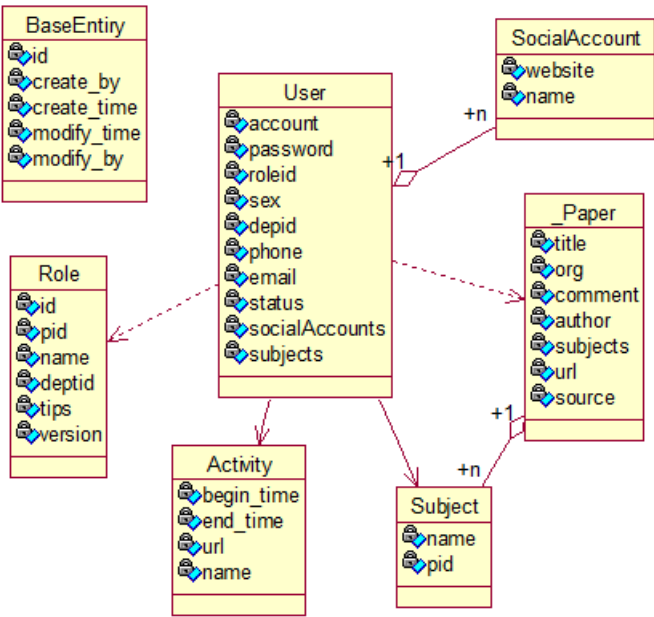 BaseEntiry
id
create_by
create_time
modify_time
modify_by
User
account
password
roleid
sex
depid
phone
email
status
socialAccounts
subjects
SocialAccount
website
name
+n
+1
_Paper
title
org
comment
author
subjects
url
source
+1
+n
Role
id
pid
name
deptid
tips
version
Activity
begin_time
end_time
url
name
Subject
name
pid